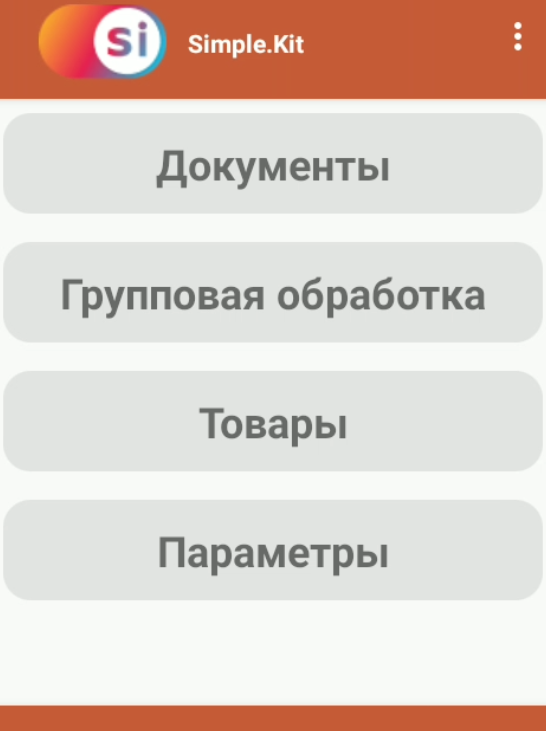 si
Simple.Kit
Документы
Групповая обработка
Товары
Параметры